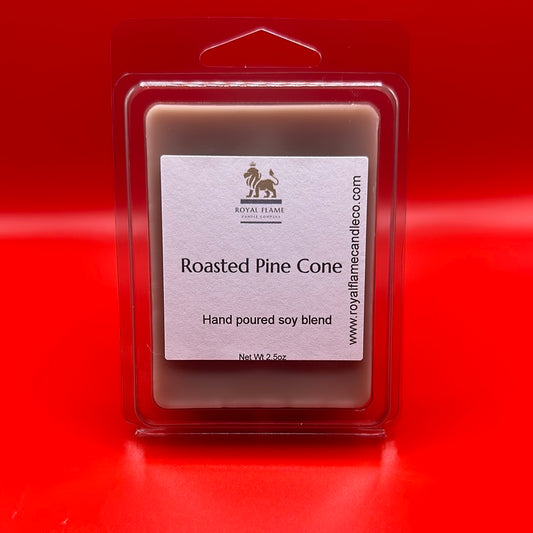 ROYAL FLAME
CANDLE COMPANY
Roasted Pine Cone
Hand poured soy blend
Net Wt 2.5oz
www.royalflamecandleco.com